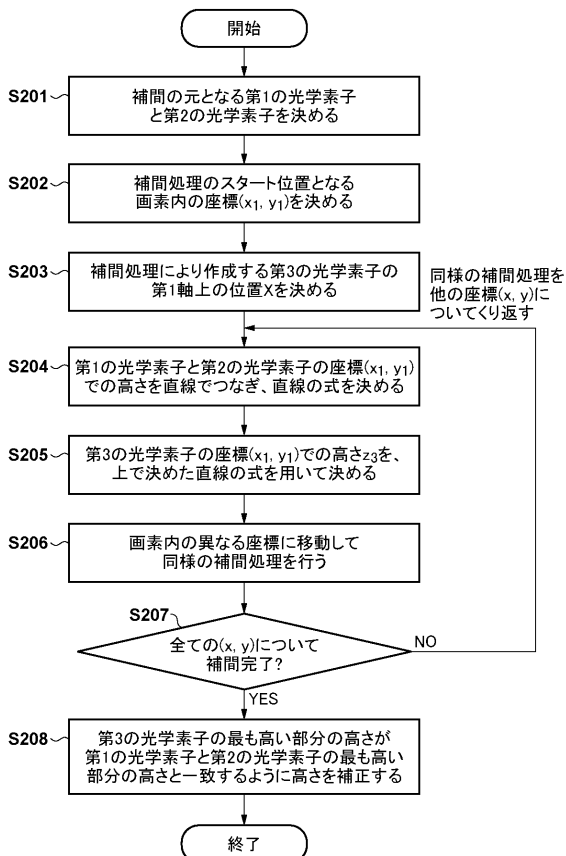 開始
S201
補間の元となる第1の光学素子
と第2の光学素子を決める
S202
補間処理のスタート位置となる
画素内の座標(x1, y1)を決める
S203
補間処理により作成する第3の光学素子の
第1軸上の位置Xを決める
同様の補間処理を
他の座標(x, y)に
ついてくり返す
S204
第1の光学素子と第2の光学素子の座標(x1, y1)
での高さを直線でつなぎ、直線の式を決める
S205
第3の光学素子の座標(x1, y1)での高さz3を、
上で決めた直線の式を用いて決める
S206
画素内の異なる座標に移動して
同様の補間処理を行う
S207
全ての(x, y)について
補間完了?
NO
YES
S208
第3の光学素子の最も高い部分の高さが
第1の光学素子と第2の光学素子の最も高い
部分の高さと一致するように高さを補正する
終了